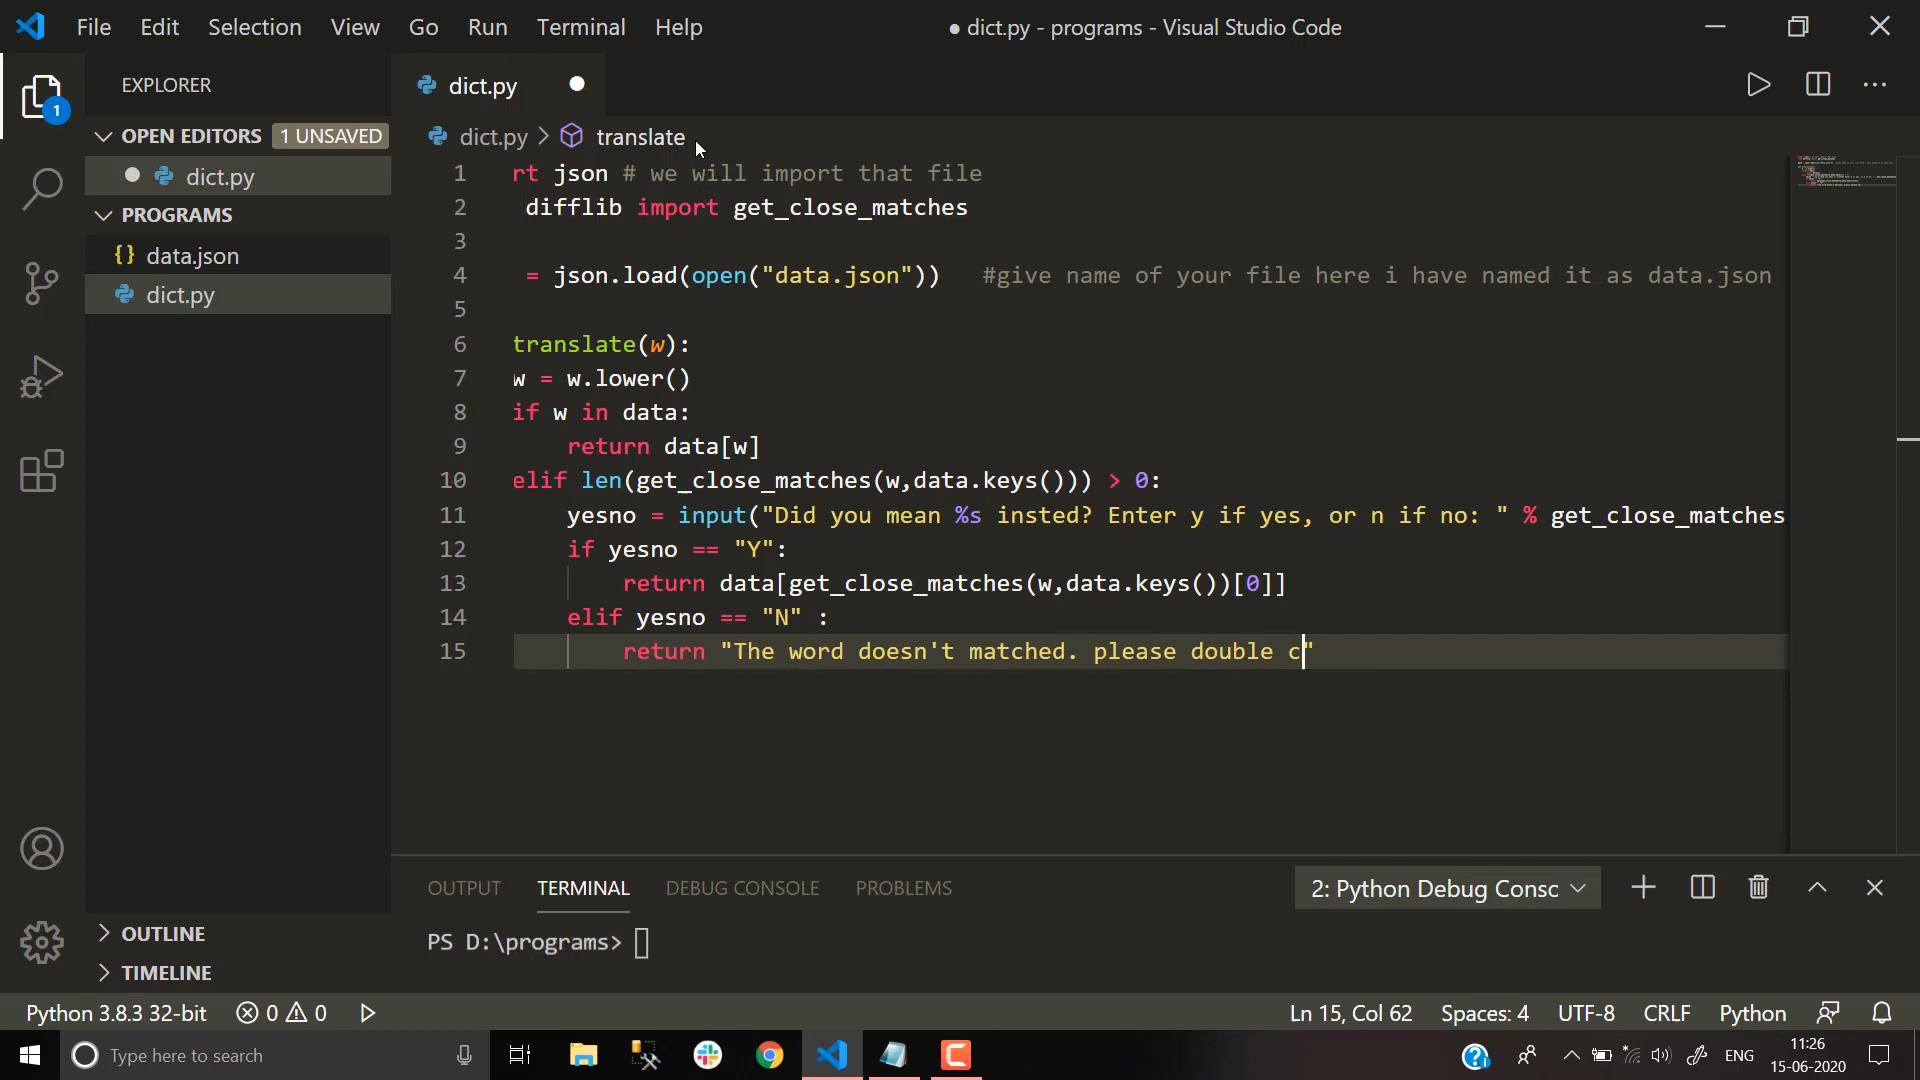 File Edit Selection View Go Run Terminal Help ● dict.py - programs - Visual Studio Code
EXPLORER
dict.py
OPEN EDITORS 1 UNSAVED
dict.py > translate
1
dict.py
PROGRAMS
data.json
dict.py
1 rt json # we will import that file
2 difflib import get_close_matches
3
4 = json.load(open("data.json")) #give name of your file here i have named it as data.json
5
6 translate(w):
7 w = w.lower()
8 if w in data:
9 return data[w]
10 elif len(get_close_matches(w,data.keys())) > 0:
11 yesno = input("Did you mean %s insted? Enter y if yes, or n if no: " % get_close_matches
12 if yesno == "Y":
13 return data[get_close_matches(w,data.keys())[0]]
14 elif yesno == "N" :
15 return "The word doesn't matched. please double c"
OUTPUT TERMINAL DEBUG CONSOLE PROBLEMS 2: Python Debug Consc
PS D:\programs>
OUTLINE
TIMELINE
Python 3.8.3 32-bit 0 0 Ln 15, Col 62 Spaces: 4 UTF-8 CRLF Python
Type here to search ENG 11:26
15-06-2020